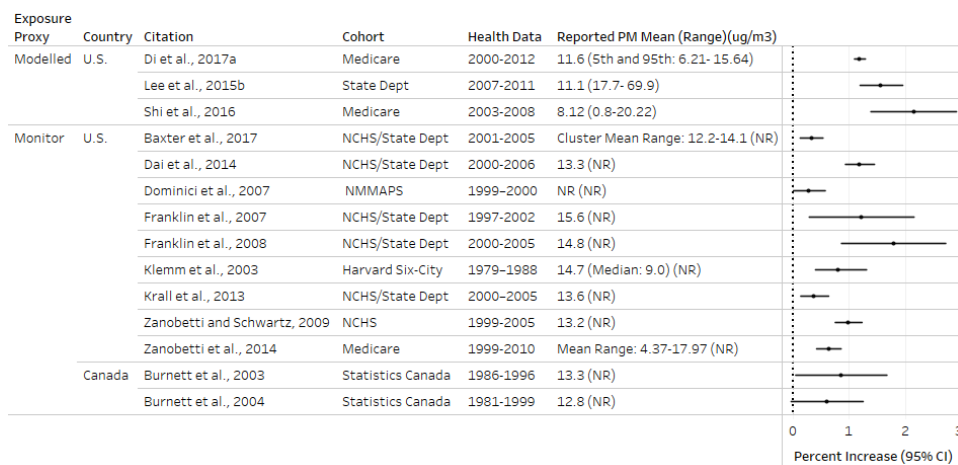 Exposure
Proxy Country Citation Cohort Health Data Reported PM Mean (Range)(ug/m3)
Modelled U.S. Di et al., 2017a Medicare 2000-2012 11.6 (5th and 95th: 6.21- 15.64)
Lee et al., 2015b State Dept 2007-2011 11.1 (17.7- 69.9)
Shi et al., 2016 Medicare 2003-2008 8.12 (0.8-20.22)
Monitor U.S. Baxter et al., 2017 NCHS/State Dept 2001-2005 Cluster Mean Range: 12.2-14.1 (NR)
Dai et al., 2014 NCHS/State Dept 2000-2006 13.3 (NR)
Dominici et al., 2007 NMMAPS 1999–2000 NR (NR)
Franklin et al., 2007 NCHS/State Dept 1997-2002 15.6 (NR)
Franklin et al., 2008 NCHS/State Dept 2000-2005 14.8 (NR)
Klemm et al., 2003 Harvard Six-City 1979–1988 14.7 (Median: 9.0) (NR)
Krall et al., 2013 NCHS/State Dept 2000–2005 13.6 (NR)
Zanobetti and Schwartz, 2009 NCHS 1999-2005 13.2 (NR)
Zanobetti et al., 2014 Medicare 1999-2010 Mean Range: 4.37-17.97 (NR)
Canada Burnett et al., 2003 Statistics Canada 1986-1996 13.3 (NR)
Burnett et al., 2004 Statistics Canada 1981-1999 12.8 (NR)
0 1 2 3
Percent Increase (95% CI)